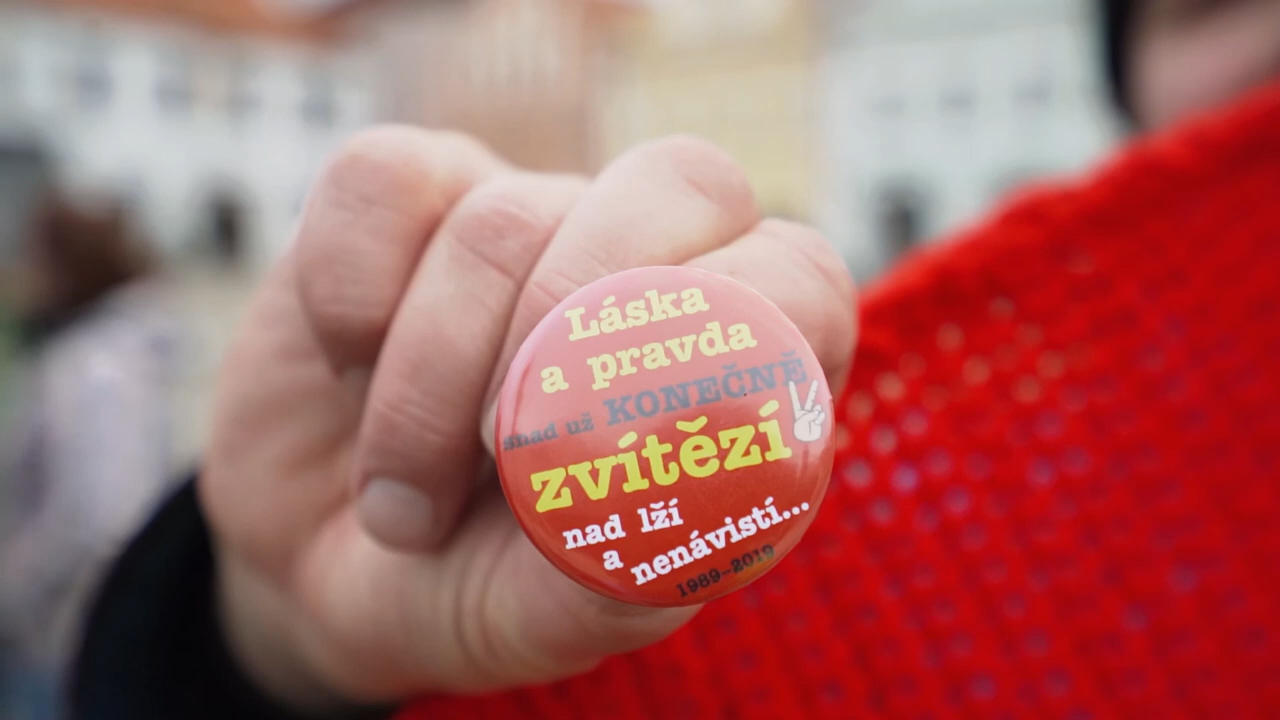 Láska
a pravda
snad už KONEČNĚ
zvítězí
nad lží
a nenávistí...
1989-2019